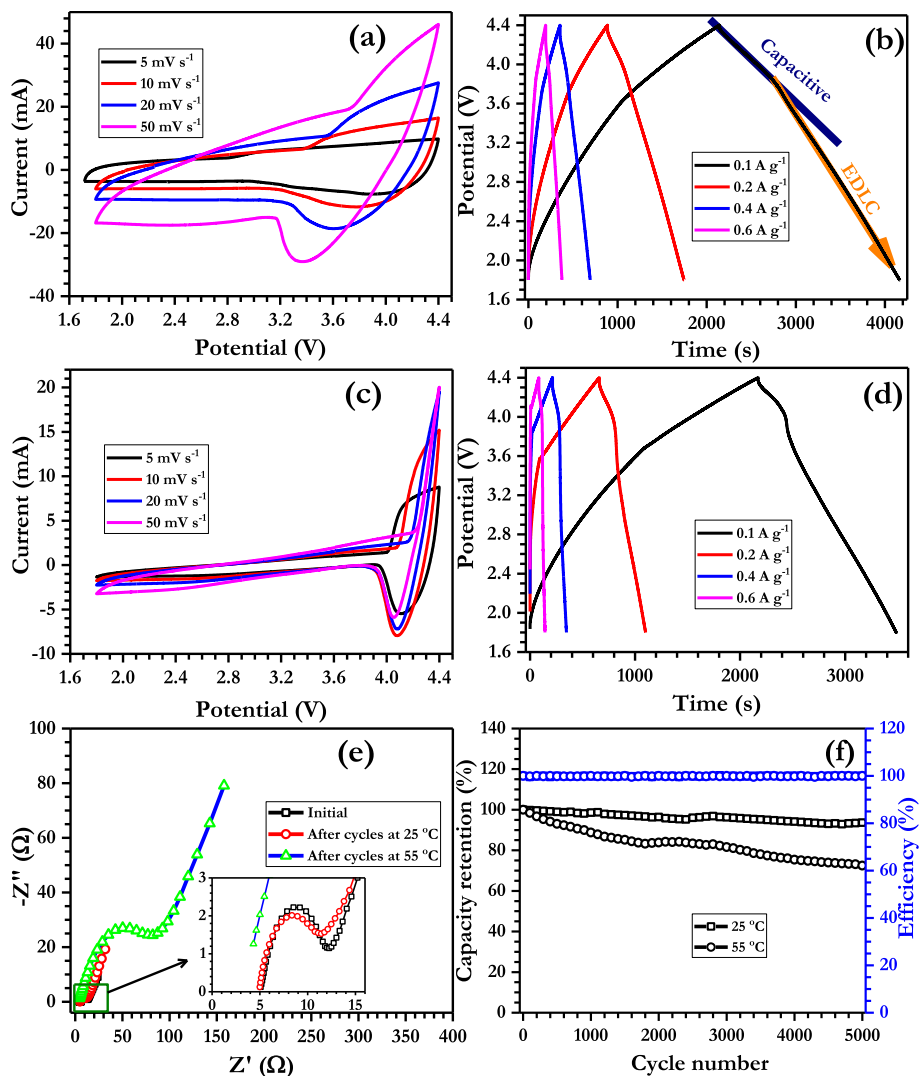 (a)
5 mV s⁻¹
10 mV s⁻¹
20 mV s⁻¹
50 mV s⁻¹
Current (mA)
60
40
20
0
-20
-40
1.6 2.0 2.4 2.8 3.2 3.6 4.0 4.4
Potential (V)
(b)
Capacitive
EDLC
0.1 A g⁻¹
0.2 A g⁻¹
0.4 A g⁻¹
0.6 A g⁻¹
Potential (V)
4.4
4.0
3.6
3.2
2.8
2.4
2.0
1.6
0 1000 2000 3000 4000
Time (s)
(c)
5 mV s⁻¹
10 mV s⁻¹
20 mV s⁻¹
50 mV s⁻¹
Current (mA)
20
15
10
5
0
-5
-10
1.6 2.0 2.4 2.8 3.2 3.6 4.0 4.4
Potential (V)
(d)
0.1 A g⁻¹
0.2 A g⁻¹
0.4 A g⁻¹
0.6 A g⁻¹
Potential (V)
4.4
4.0
3.6
3.2
2.8
2.4
2.0
1.6
0 1000 2000 3000
Time (s)
(e)
Initial
After cycles at 25 °C
After cycles at 55 °C
-Z" (Ω)
100
80
60
40
20
0
3
2
1
0
0 5 10 15
0 50 100 150 200 250 300 350 400
Z' (Ω)
(f)
25 °C
55 °C
Capacity retention (%)
140
120
100
80
60
40
20
0
Efficiency (%)
120
100
80
60
40
20
0
0 1000 2000 3000 4000 5000
Cycle number